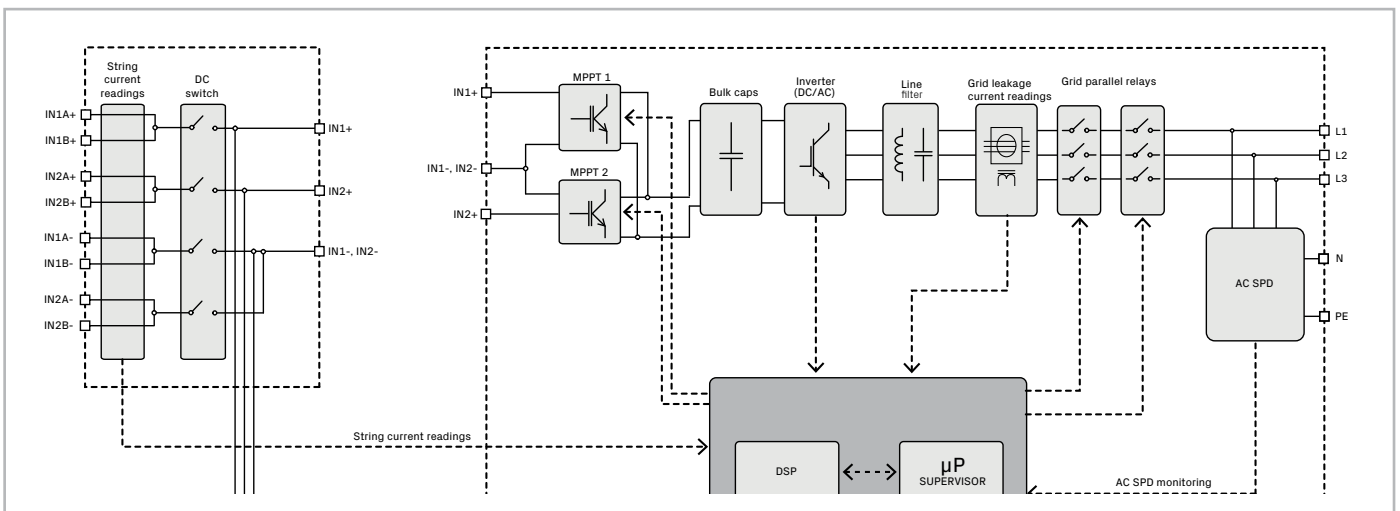 String
current
readings
DC
switch
IN1A+
IN1B+
IN2A+
IN2B+
IN1A-
IN1B-
IN2A-
IN2B-
IN1+
IN2+
IN1-, IN2-
IN1+
IN1-, IN2-
IN2+
MPPT 1
MPPT 2
Bulk caps
Inverter
(DC/AC)
Line
filter
Grid leakage
current readings
Grid parallel relays
L1
L2
L3
N
PE
AC SPD
String current readings
DSP
µP
SUPERVISOR
AC SPD monitoring